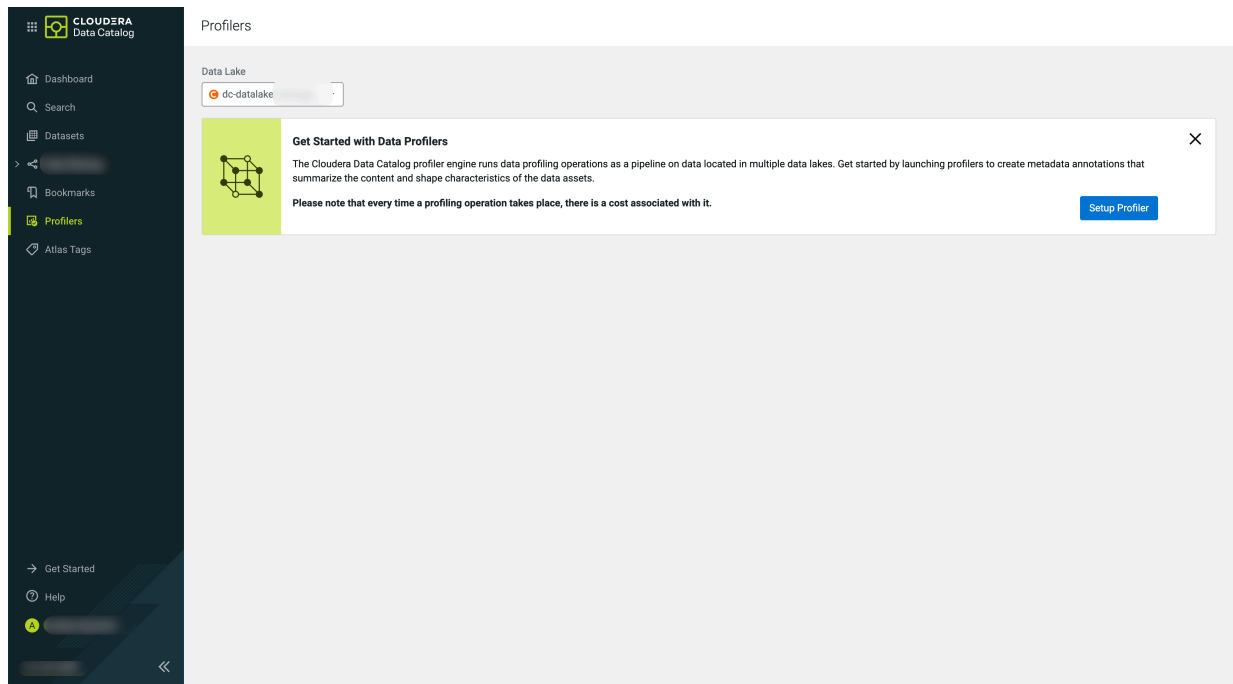 CLOUDERA
Data Catalog
Dashboard
Search
Datasets
Bookmarks
Profilers
Atlas Tags
Get Started
Help
A
Profilers
Data Lake
dc-datalake
Get Started with Data Profilers
The Cloudera Data Catalog profiler engine runs data profiling operations as a pipeline on data located in multiple data lakes. Get started by launching profilers to create metadata annotations that
summarize the content and shape characteristics of the data assets.
Please note that every time a profiling operation takes place, there is a cost associated with it.
Setup Profiler